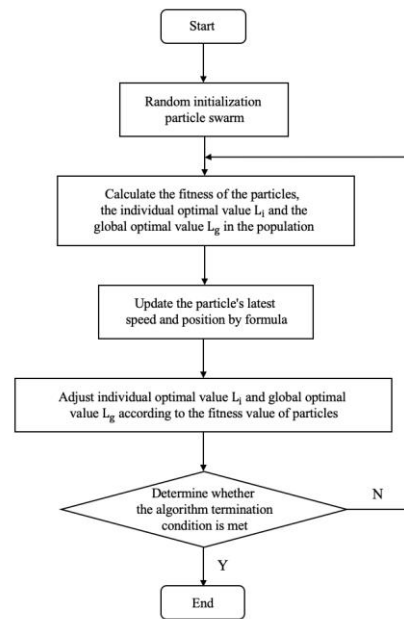 Start
Random initialization
particle swarm
Calculate the fitness of the particles,
the individual optimal value Li and the
global optimal value Lg in the population
Update the particle's latest
speed and position by formula
Adjust individual optimal value Li and global optimal
value Lg according to the fitness value of particles
Determine whether
the algorithm termination
condition is met
N
Y
End